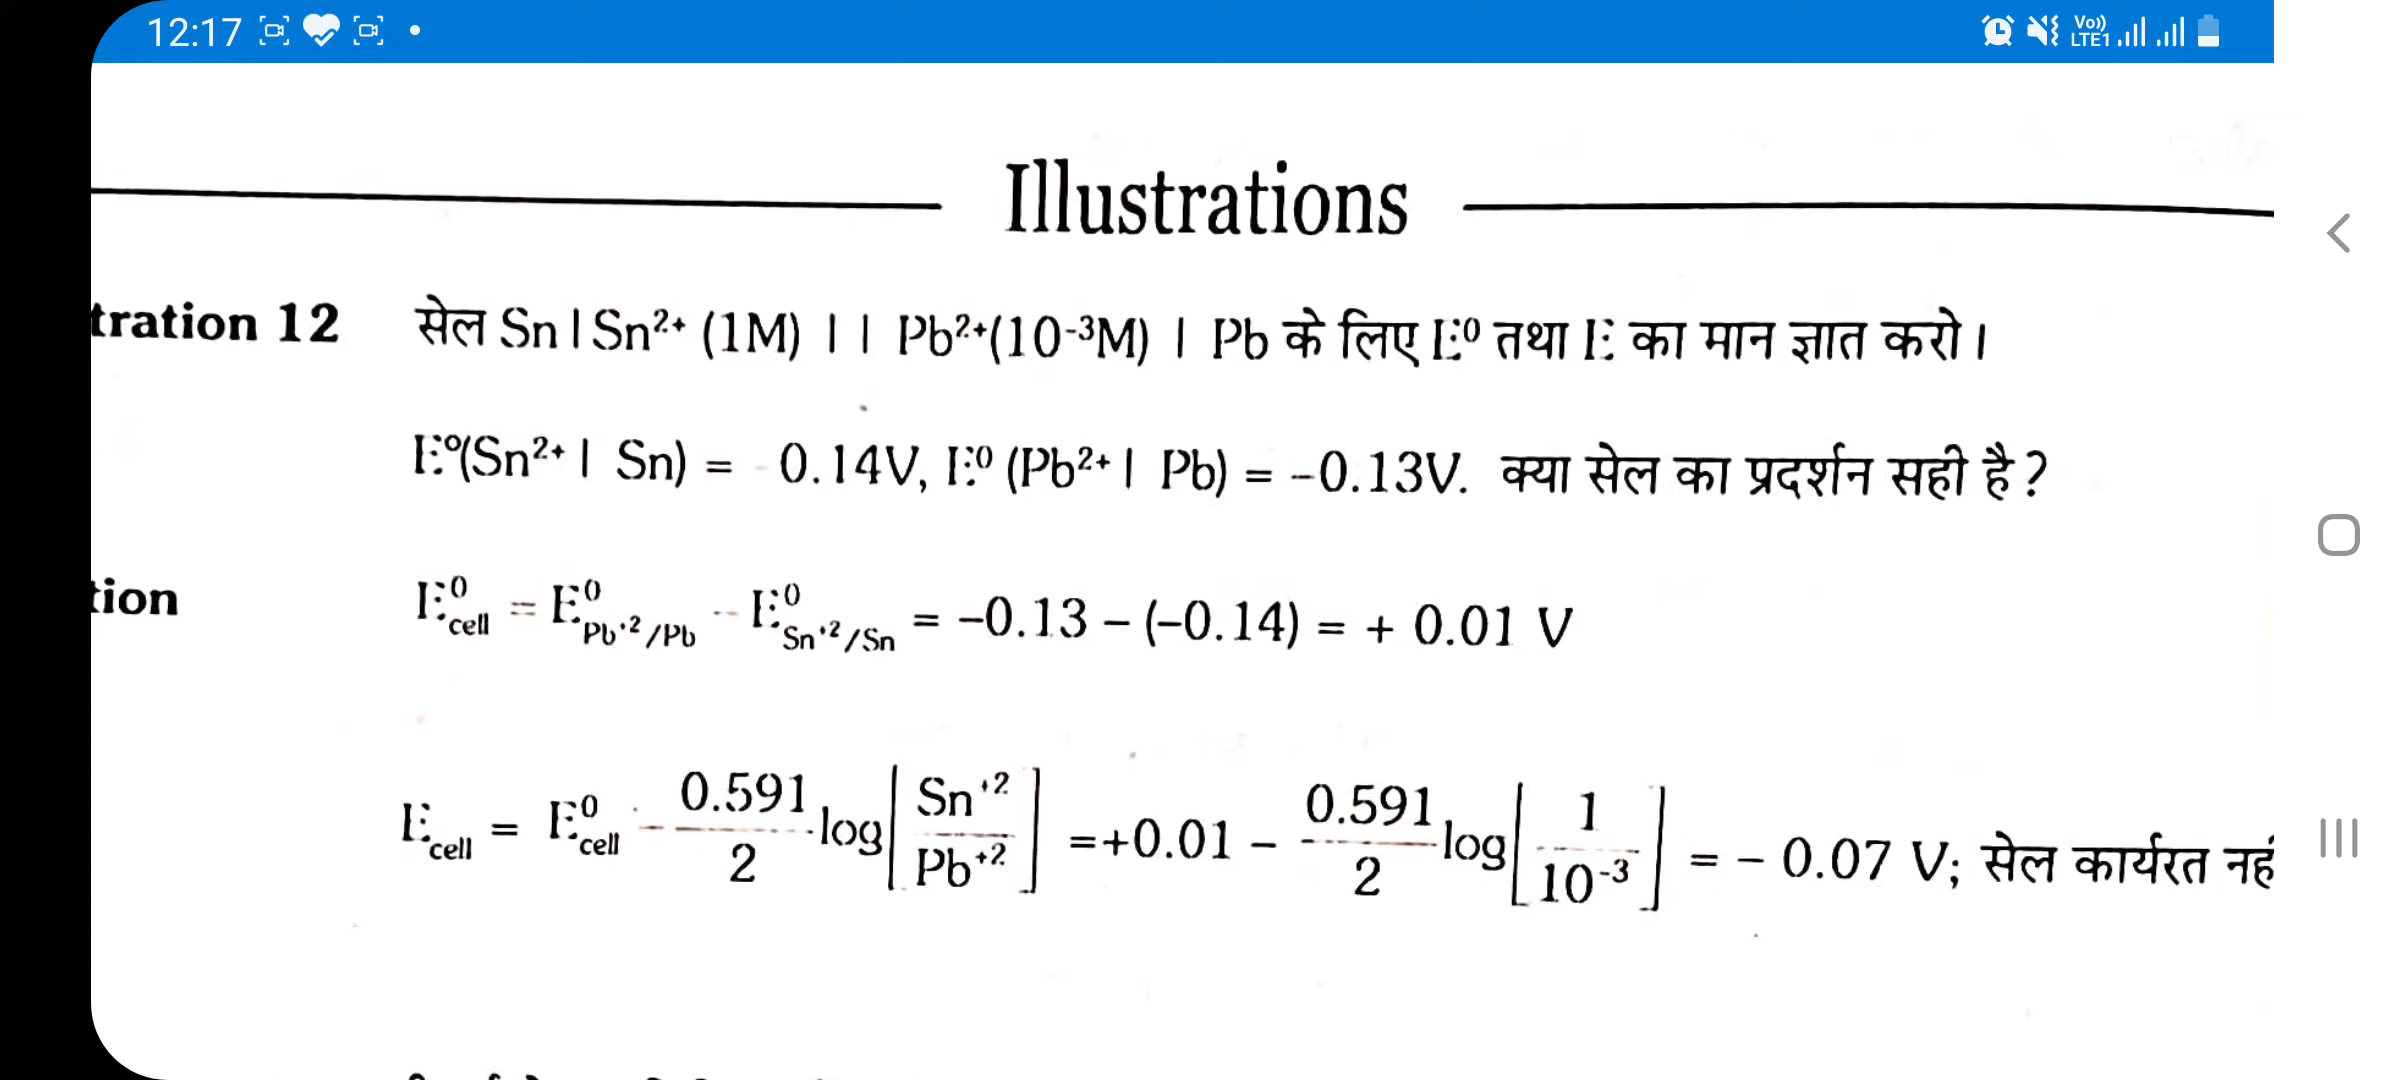 12:17
Vo)) LTE1
Illustrations
tration 12 सेल Sn | Sn²⁺ (1M) | | Pb²⁺(10⁻³M) | Pb के लिए E⁰ तथा E का मान ज्ञात करो।
E⁰(Sn²⁺ | Sn) = - 0.14V, E⁰ (Pb²⁺ | Pb) = -0.13V. क्या सेल का प्रदर्शन सही है?
tion E⁰cell = E⁰Pb⁺²/Pb - E⁰Sn⁺²/Sn = -0.13 - (-0.14) = + 0.01 V
Ecell = E⁰cell - 0.591/2 log[Sn⁺²/Pb⁺²] =+0.01 - 0.591/2 log[1/10⁻³] = - 0.07 V; सेल कार्यरत नहीं